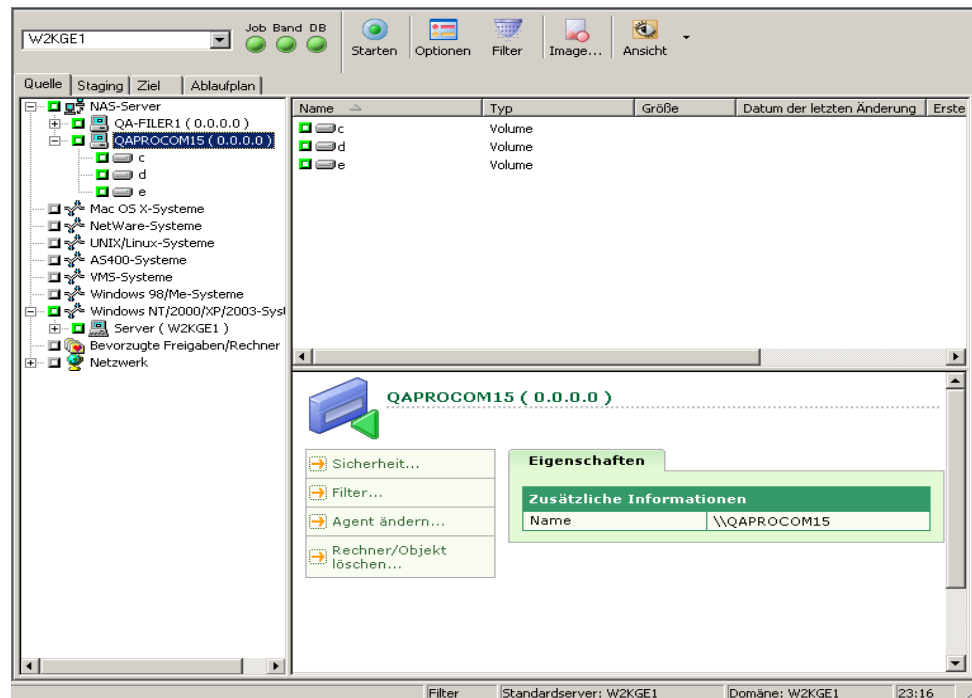 W2KGE1
Job Band DB
Starten
Optionen
Filter
Image...
Ansicht
Quelle
Staging
Ziel
Ablaufplan
NAS-Server
QA-FILER1 ( 0.0.0.0 )
QAPROCOM15 ( 0.0.0.0 )
c
d
e
Mac OS X-Systeme
NetWare-Systeme
UNIX/Linux-Systeme
AS400-Systeme
VMS-Systeme
Windows 98/Me-Systeme
Windows NT/2000/XP/2003-Syst
Server ( W2KGE1 )
Bevorzugte Freigaben/Rechner
Netzwerk
Name Typ Größe Datum der letzten Änderung Erste
c Volume
d Volume
e Volume
QAPROCOM15 ( 0.0.0.0 )
Sicherheit...
Filter...
Agent ändern...
Rechner/Objekt
löschen...
Eigenschaften
Zusätzliche Informationen
Name \\QAPROCOM15
Filter Standardserver: W2KGE1 Domäne: W2KGE1 23:16